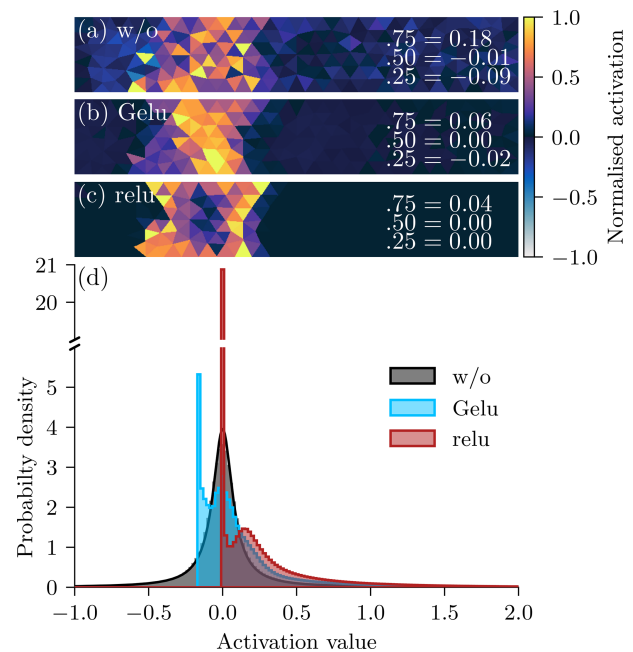 (a) w/o
.75 = 0.18
.50 = −0.01
.25 = −0.09
(b) Gelu
.75 = 0.06
.50 = 0.00
.25 = −0.02
(c) relu
.75 = 0.04
.50 = 0.00
.25 = 0.00
1.0
0.5
0.0
−0.5
−1.0
Normalised activation
(d)
21
20
5
4
3
2
1
0
Probabilty density
w/o
Gelu
relu
−1.0 −0.5 0.0 0.5 1.0 1.5 2.0
Activation value